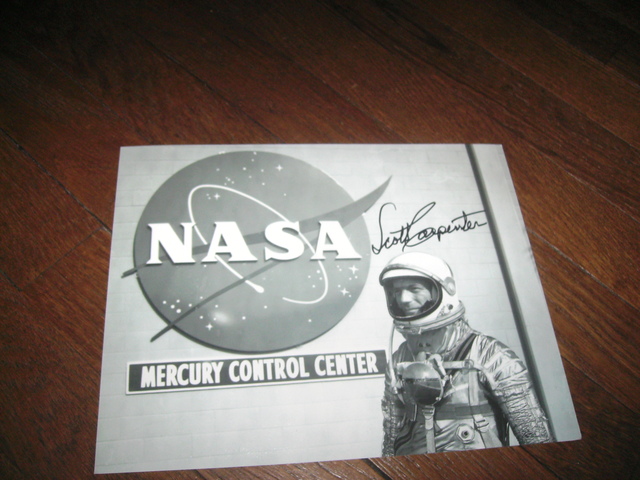 NASA
Scott Carpenter
MERCURY CONTROL CENTER